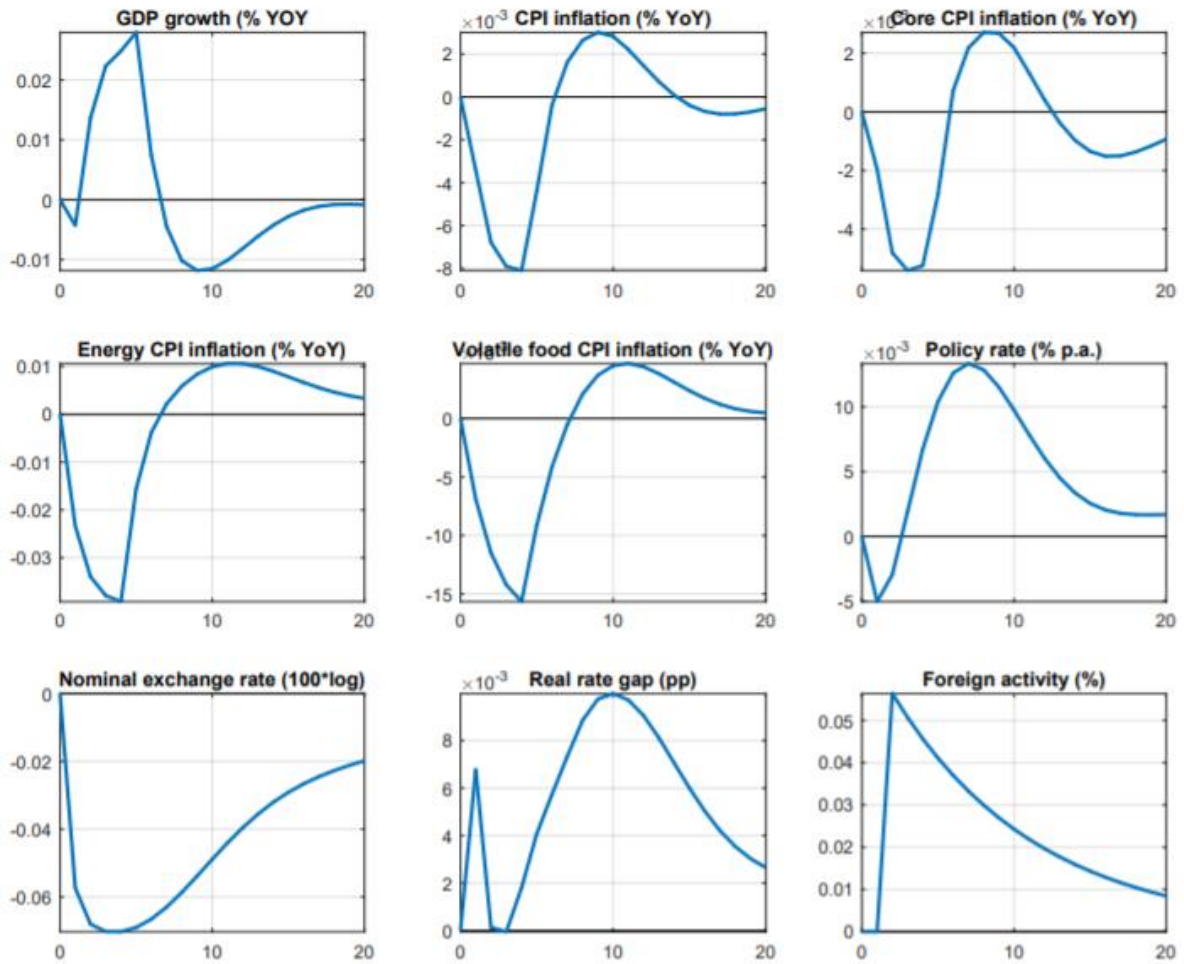 GDP growth (% YOY
0.02
0.01
0
-0.01
0 10 20
×10⁻³ CPI inflation (% YoY)
2
0
-2
-4
-6
-8
0 10 20
Core CPI inflation (% YoY)
2
0
-2
-4
0 10 20
Energy CPI inflation (% YoY)
0.01
0
-0.01
-0.02
-0.03
0 10 20
Volatile food CPI inflation (% YoY)
0
-5
-10
-15
0 10 20
×10⁻³ Policy rate (% p.a.)
10
5
0
-5
0 10 20
Nominal exchange rate (100*log)
0
-0.02
-0.04
-0.06
0 10 20
×10⁻³ Real rate gap (pp)
8
6
4
2
0
0 10 20
Foreign activity (%)
0.05
0.04
0.03
0.02
0.01
0
0 10 20